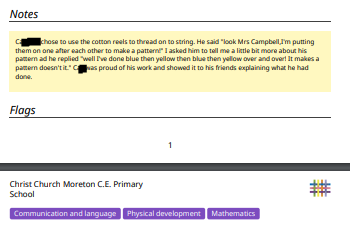 Notes
chose to use the cotton reels to thread on to string. He said "look Mrs Campbell,I'm putting
them on one after each other to make a pattern!" I asked him to tell me a little bit more about his
pattern ad he replied "well I've done blue then yellow then blue then yellow over and over! It makes a
pattern doesn't it." was proud of his work and showed it to his friends explaining what he had
done.
Flags
1
Christ Church Moreton C.E. Primary
School
Communication and language Physical development Mathematics